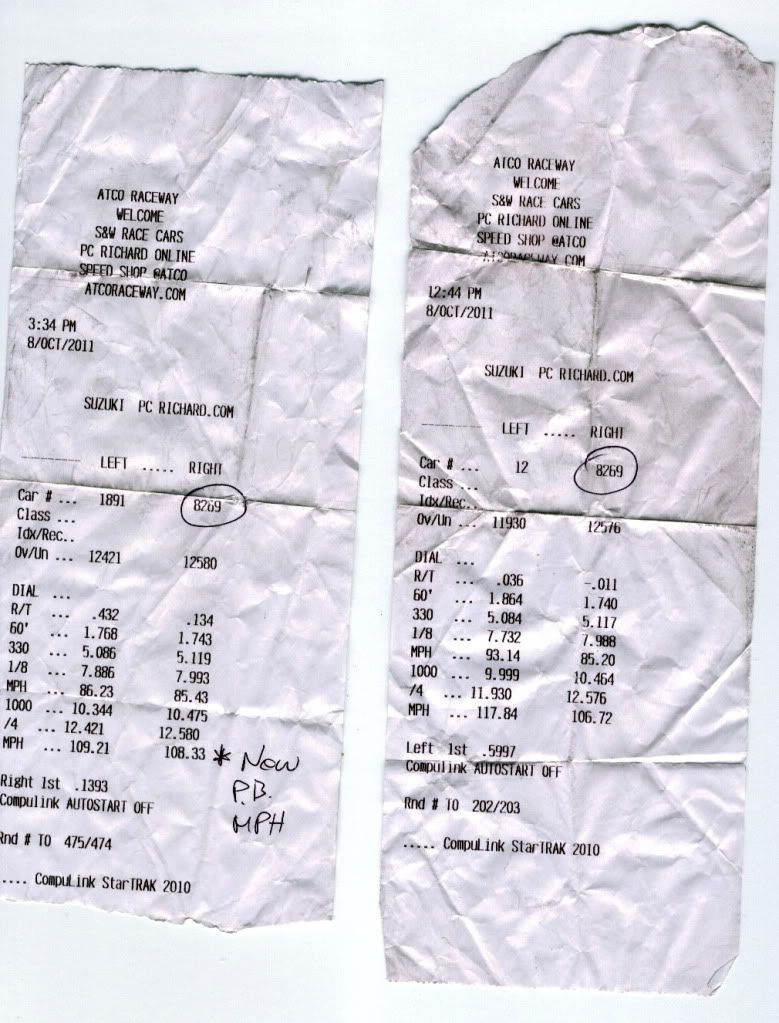 ATCO RACEWAY
WELCOME
S&W RACE CARS
PC RICHARD ONLINE
SPEED SHOP @ATCO
ATCORACEWAY.COM
3:34 PM
8/OCT/2011
SUZUKI PC RICHARD.COM
LEFT ..... RIGHT
Car # ... 1891 8269
Class ...
Idx/Rec..
Ov/Un ... 12421 12580
DIAL ...
R/T ... .432 .134
60' ... 1.768 1.743
330 ... 5.086 5.119
1/8 ... 7.886 7.993
MPH ... 86.23 85.43
1000 ... 10.344 10.475
/4 ... 12.421 12.580
MPH ... 109.21 108.33 * New
P.B.
MPH
Right 1st .1393
Compulink AUTOSTART OFF
Rnd # TO 475/474
.... CompuLink StarTRAK 2010
ATCO RACEWAY
WELCOME
S&W RACE CARS
PC RICHARD ONLINE
SPEED SHOP @ATCO
ATCORACEWAY.COM
12:44 PM
8/OCT/2011
SUZUKI PC RICHARD.COM
LEFT ..... RIGHT
Car # ... 12 8269
Class ...
Idx/Rec..
Ov/Un ... 11930 12576
DIAL ...
R/T ... .036 -.011
60' ... 1.864 1.740
330 ... 5.084 5.117
1/8 ... 7.732 7.988
MPH ... 93.14 85.20
1000 ... 9.999 10.464
/4 ... 11.930 12.576
MPH ... 117.84 106.72
Left 1st .5997
Compulink AUTOSTART OFF
Rnd # TO 202/203
..... CompuLink StarTRAK 2010